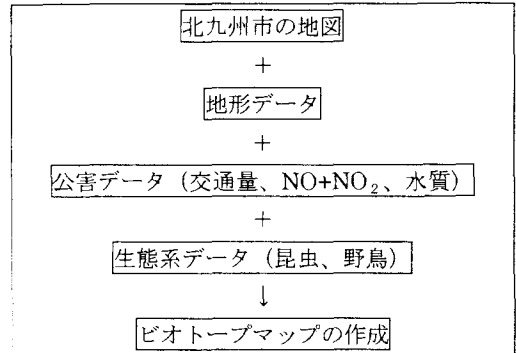 北九州市の地図
+
地形データ
+
公害データ（交通量、NO+NO₂、水質）
+
生態系データ（昆虫、野鳥）
↓
ビオトープマップの作成